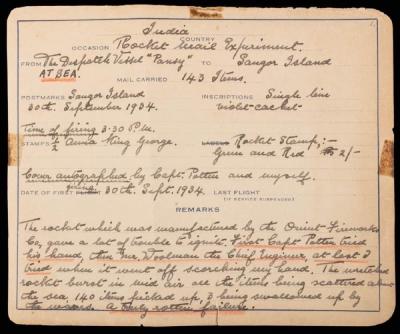 India
COUNTRY
OCCASION Rocket Mail Experiment.
FROM The Despatch Vessel "Pansy" TO Saugor Island
AT SEA. MAIL CARRIED 143 Items.
POSTMARKS Saugor Island INSCRIPTIONS Single line
30th. September 1934. violet cachet
Time of firing 3:30 P.M.
STAMPS ½ Anna King George. LABELS Rocket Stamp,
Green and Red 2/-
Cover autographed by Capt. Patten and myself.
DATE OF FIRST firing 30th. Sept. 1934. LAST FLIGHT
(IF SERVICE SUSPENDED)
REMARKS
The rocket which was manufactured by the Orient Fireworks
Co, gave a lot of trouble to ignite. First Capt. Patten tried
his hand, then Mr Woolman the Chief Engineer, at last I
tried when it went off scorching my hand. The wretched
rocket burst in mid air all the items being scattered about
the sea, 140 items picked up, 3 being swallowed up by
the waves. A rotten failure.